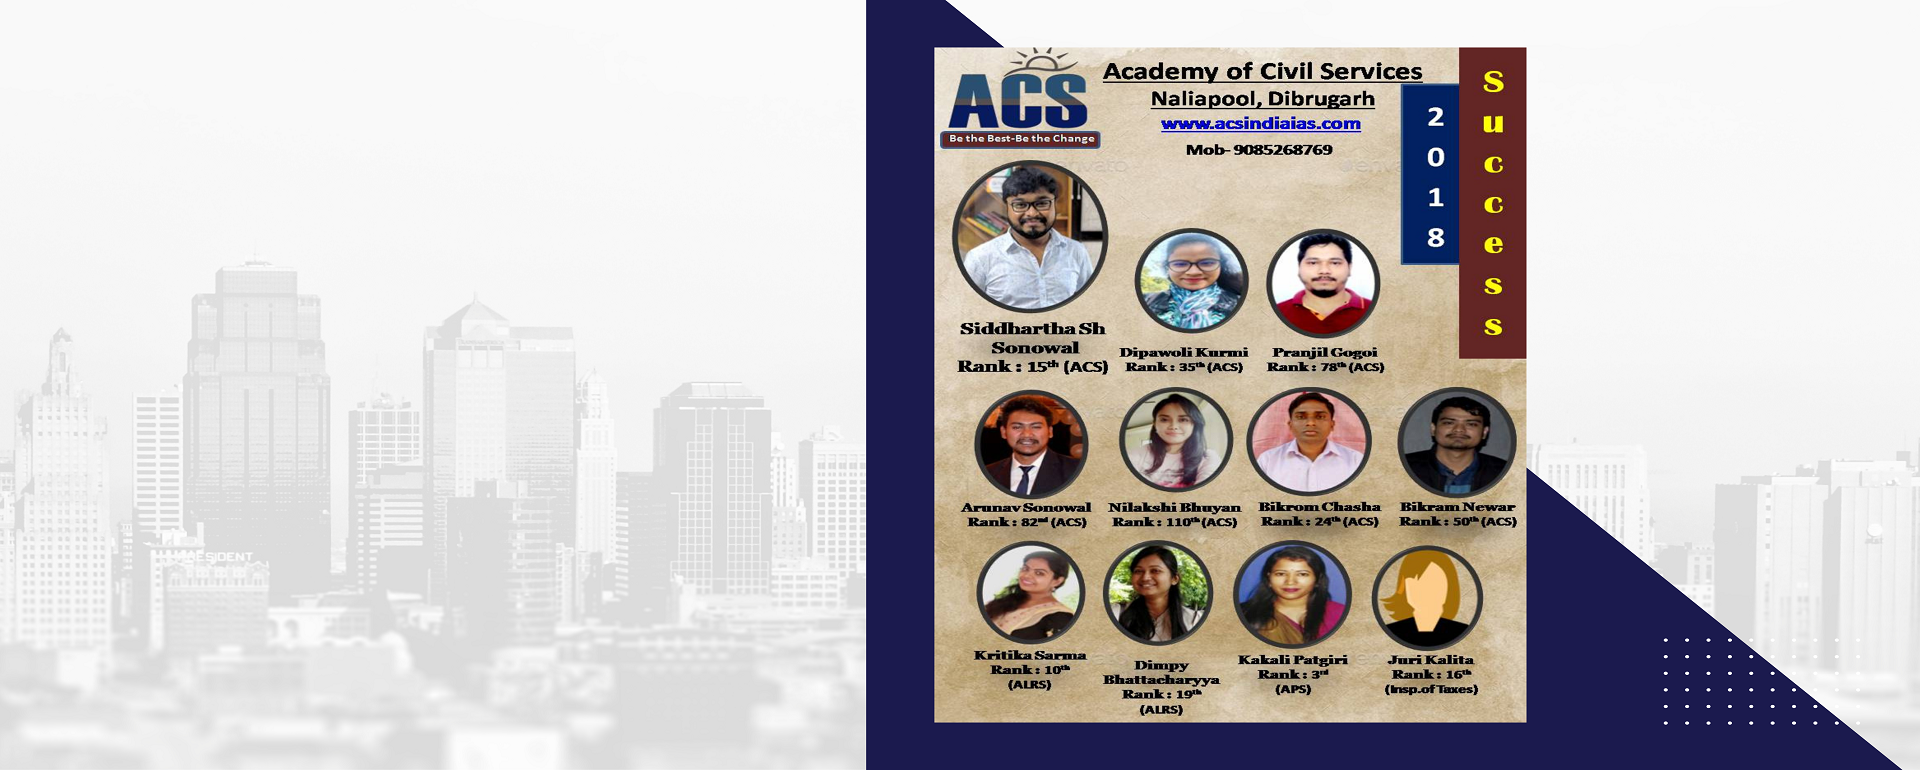 ACS
Be the Best-Be the Change
Academy of Civil Services
Naliapool, Dibrugarh
www.acsindiaias.com
Mob- 9085268769
2018
Success
Siddhartha Sh
Sonowal
Rank : 15th (ACS)
Dipawoli Kurmi
Rank : 35th (ACS)
Pranjil Gogoi
Rank : 78th (ACS)
Arunav Sonowal
Rank : 82nd (ACS)
Nilakshi Bhuyan
Rank : 110th (ACS)
Bikrom Chasha
Rank : 24th (ACS)
Bikram Newar
Rank : 50th (ACS)
Kritika Sarma
Rank : 10th
(ALRS)
Dimpy
Bhattacharyya
Rank : 19th
(ALRS)
Kakali Patgiri
Rank : 3rd
(APS)
Juri Kalita
Rank : 16th
(Insp.of Taxes)